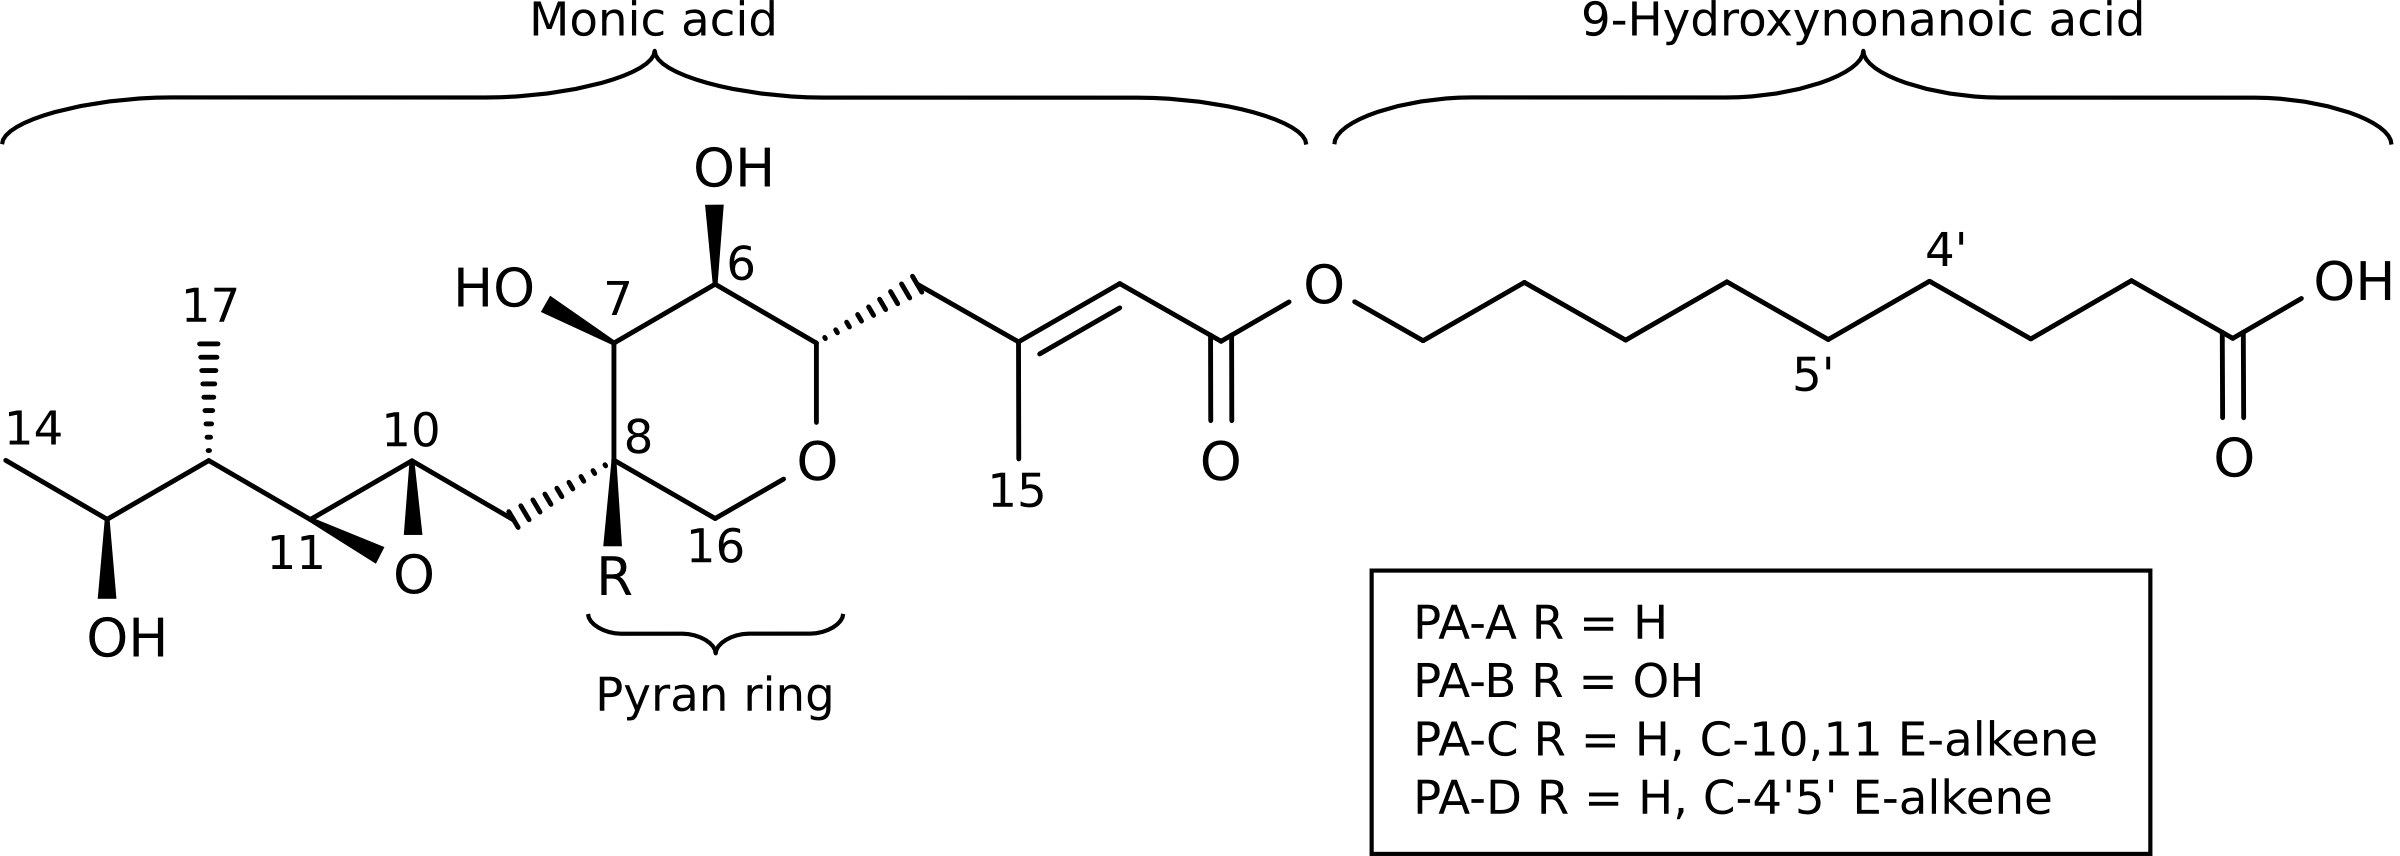 Monic acid
9-Hydroxynonanoic acid
OH
4'
6
OH
HO
7
O
17
5'
14
10
8
O
O
O
15
11
16
O
R
OH
Pyran ring
PA-A R = H
PA-B R = OH
PA-C R = H, C-10,11 E-alkene
PA-D R = H, C-4'5' E-alkene